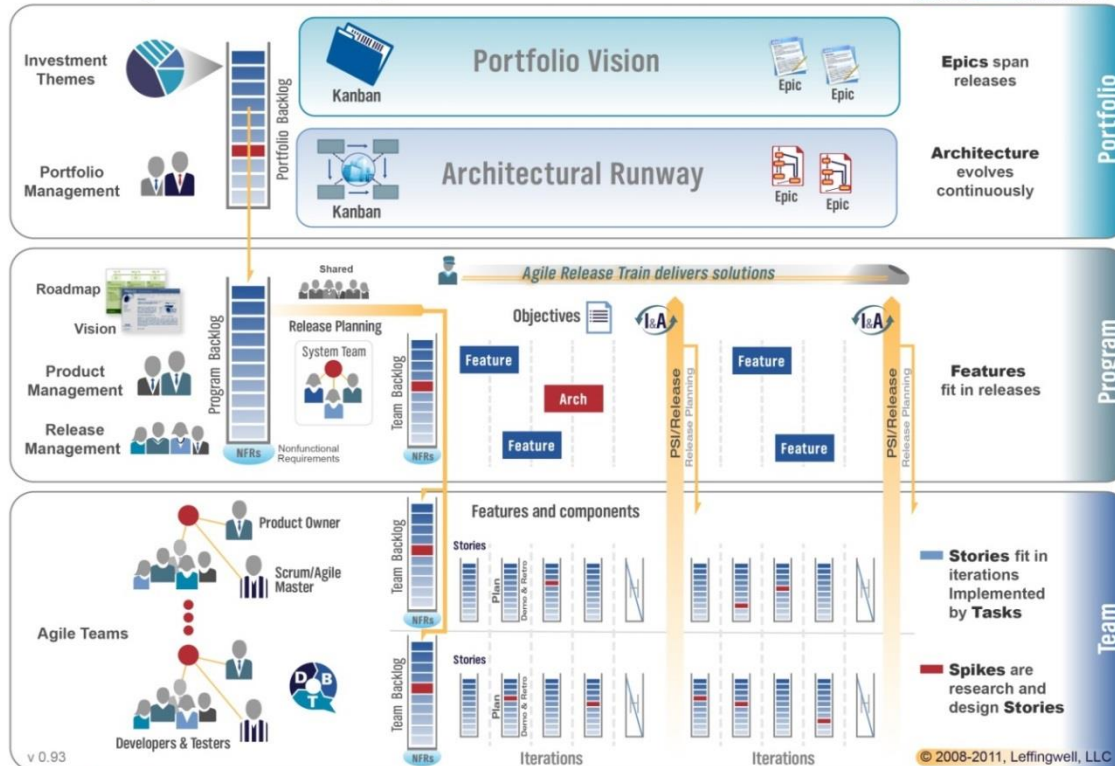 Investment
Themes
Portfolio
Management
Portfolio Backlog
Kanban
Portfolio Vision
Epic
Epic
Epics span
releases
Kanban
Architectural Runway
Epic
Epic
Architecture
evolves
continuously
Portfolio
Roadmap
Vision
Product
Management
Release
Management
Program Backlog
NFRs
Nonfunctional
Requirements
Shared
Release Planning
System Team
Team Backlog
NFRs
Agile Release Train delivers solutions
Objectives
I&A
I&A
Feature
Arch
Feature
Feature
Feature
PSI/Release
Release Planning
PSI/Release
Release Planning
Features
fit in releases
Program
Product Owner
Scrum/Agile
Master
Agile Teams
Developers & Testers
D B
T
v 0.93
Team Backlog
NFRs
Features and components
Stories
Plan
Demo & Retro
H
H
Team Backlog
NFRs
Stories
Plan
Demo & Retro
H
H
Iterations
Iterations
Stories fit in
iterations
Implemented
by Tasks
Spikes are
research and
design Stories
Team
© 2008-2011, Leffingwell, LLC